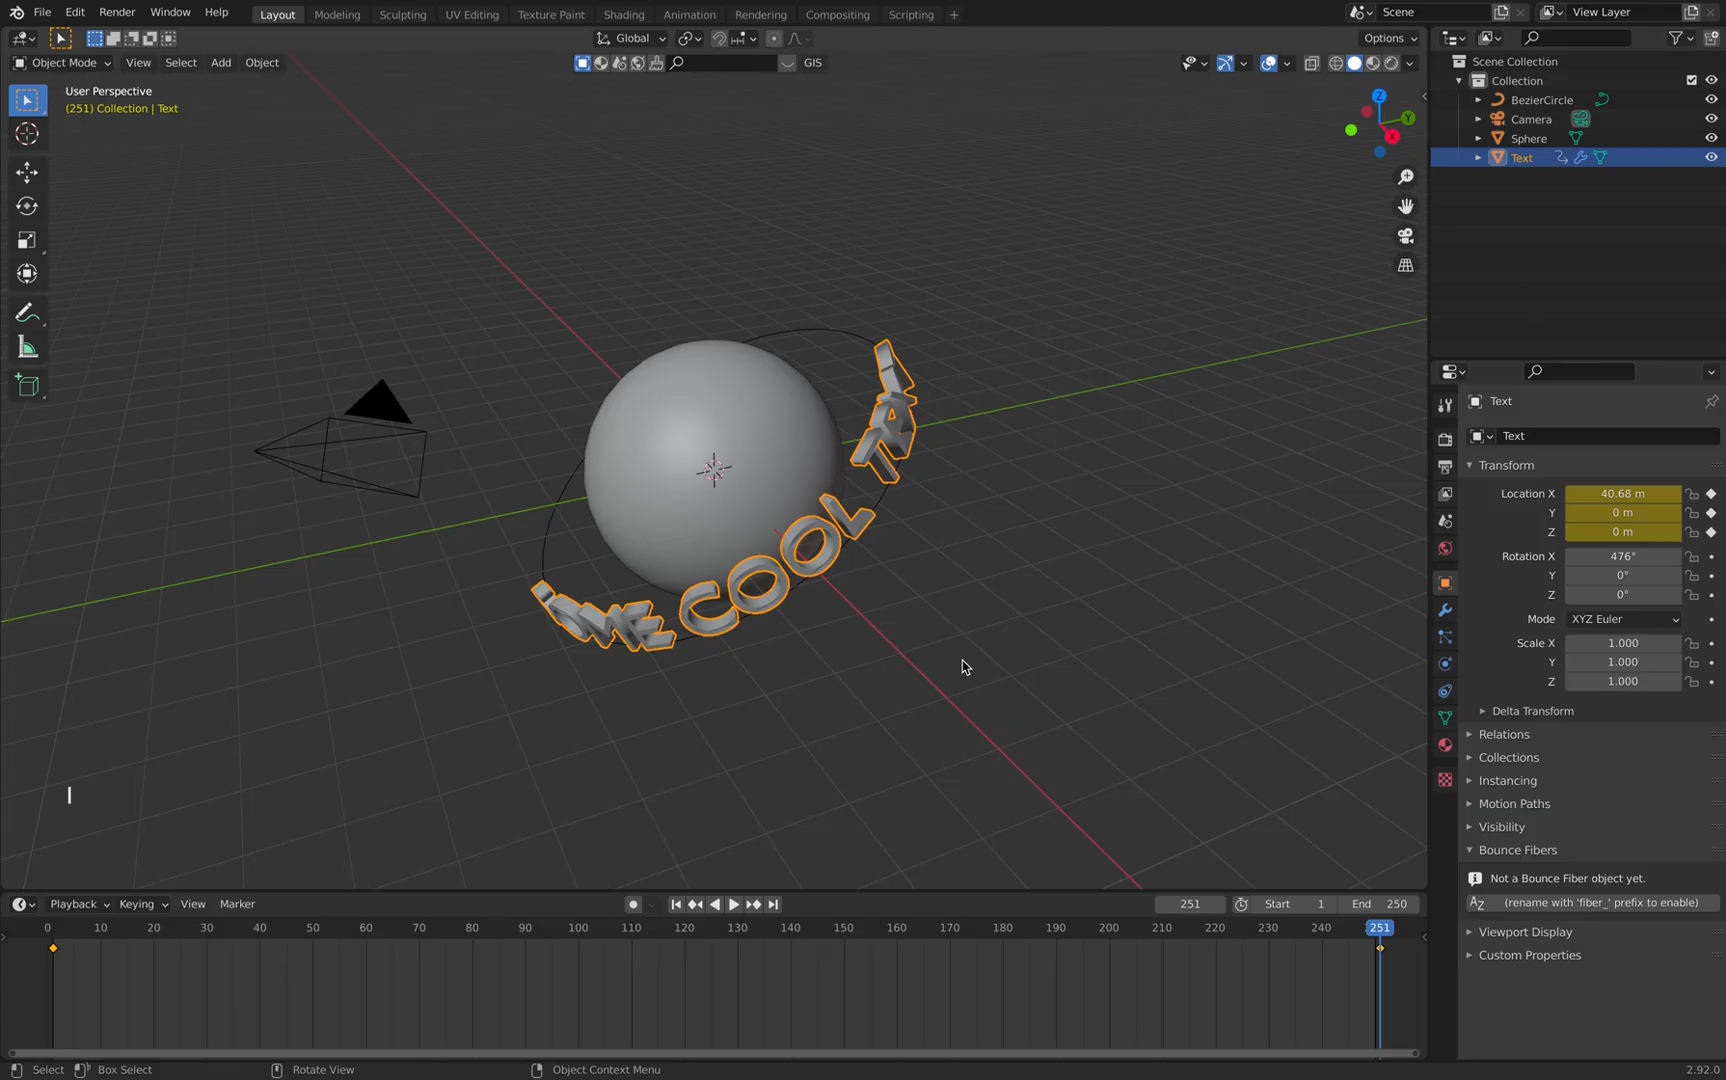 File Edit Render Window Help Layout Modeling Sculpting UV Editing Texture Paint Shading Animation Rendering Compositing Scripting + Scene View Layer
Global Options
Object Mode View Select Add Object GIS
User Perspective
(251) Collection | Text
Z
Y
X
COOL
Scene Collection
Collection
BezierCircle
Camera
Sphere
Text
Text
Text
Transform
Location X 40.68 m
Y 0 m
Z 0 m
Rotation X 476°
Y 0°
Z 0°
Mode XYZ Euler
Scale X 1.000
Y 1.000
Z 1.000
Delta Transform
Relations
Collections
Instancing
Motion Paths
Visibility
Bounce Fibers
Not a Bounce Fiber object yet.
(rename with 'fiber_' prefix to enable)
Viewport Display
Custom Properties
I
Playback Keying View Marker 251 Start 1 End 250
0 10 20 30 40 50 60 70 80 90 100 110 120 130 140 150 160 170 180 190 200 210 220 230 240 251
Select Box Select Rotate View Object Context Menu 2.92.0